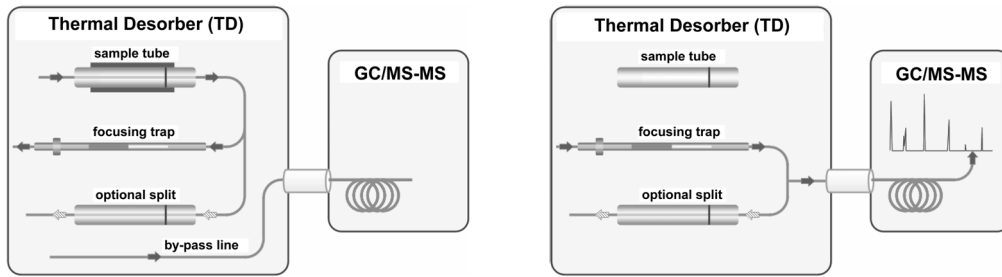 Thermal Desorber (TD)
sample tube
focusing trap
optional split
by-pass line
GC/MS-MS
Thermal Desorber (TD)
sample tube
focusing trap
optional split
GC/MS-MS